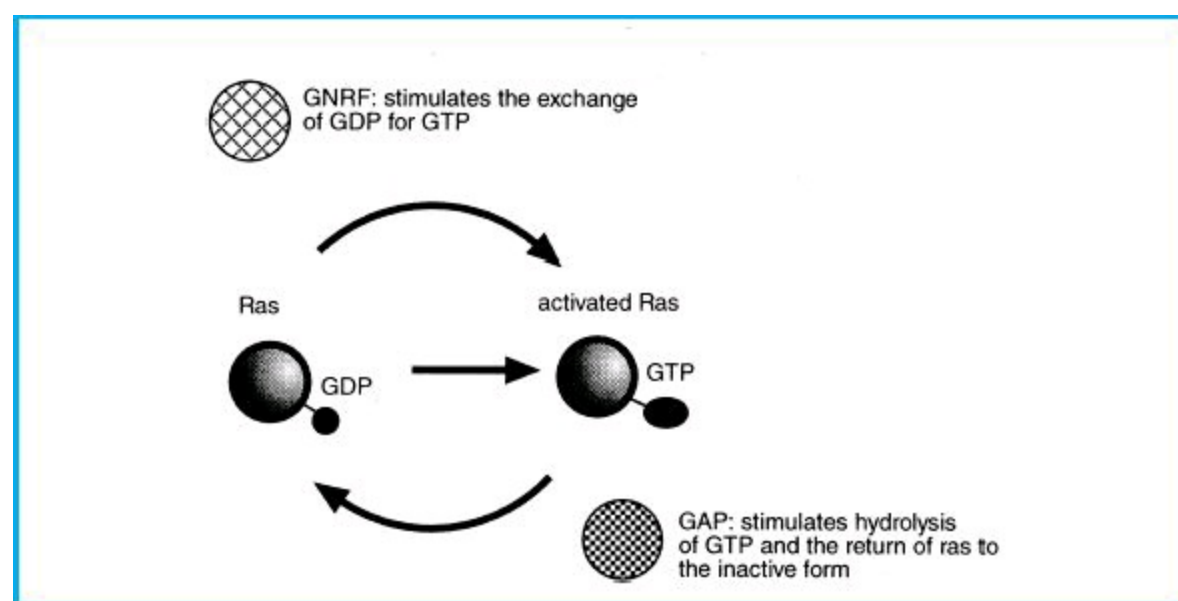 GNRF: stimulates the exchange
of GDP for GTP
Ras
activated Ras
GDP
GTP
GAP: stimulates hydrolysis
of GTP and the return of ras to
the inactive form